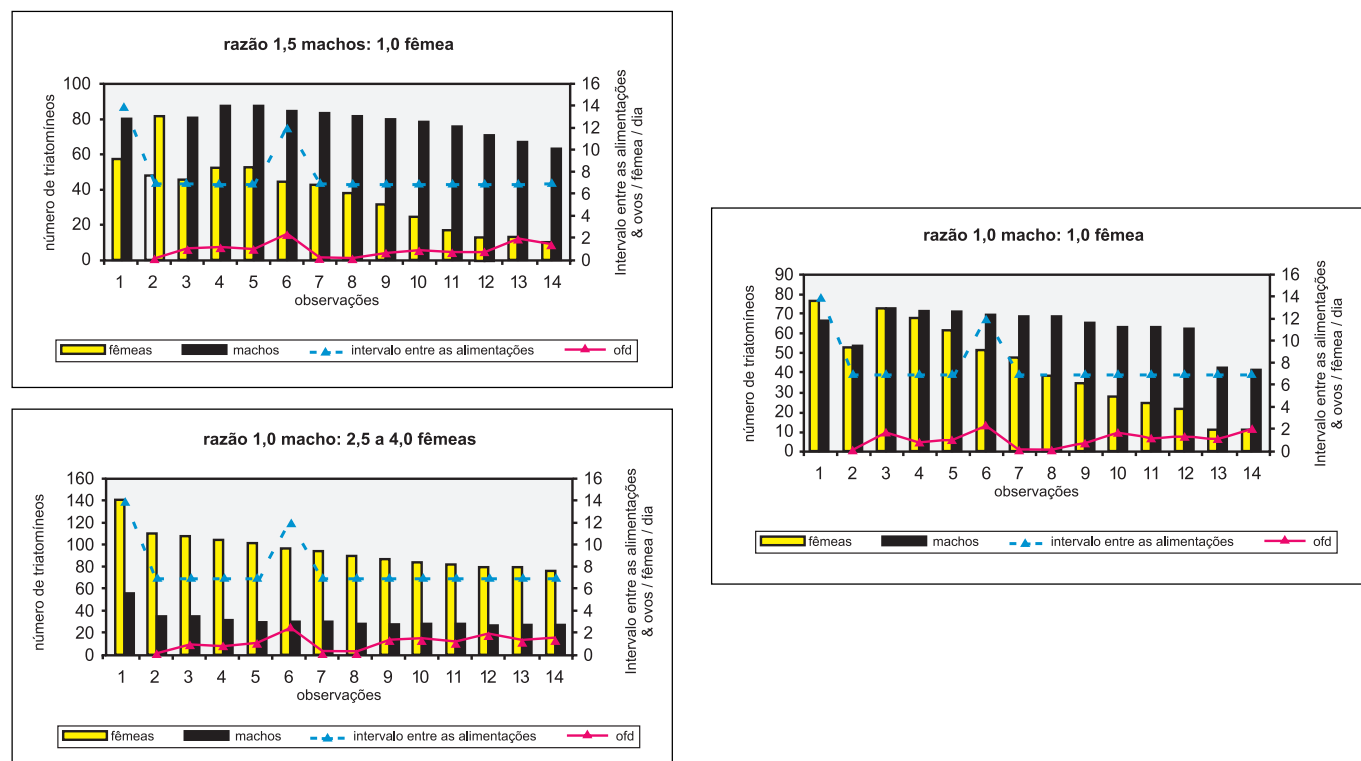 razão 1,5 machos: 1,0 fêmea
número de triatomíneos
100
80
60
40
20
0
16
14
12
10
8
6
4
2
0
Intervalo entre as alimentações
& ovos / fêmea / dia
1 2 3 4 5 6 7 8 9 10 11 12 13 14
observações
fêmeas machos intervalo entre as alimentações ofd
razão 1,0 macho: 2,5 a 4,0 fêmeas
número de triatomíneos
160
140
120
100
80
60
40
20
0
16
14
12
10
8
6
4
2
0
Intervalo entre as alimentações
& ovos / fêmea / dia
1 2 3 4 5 6 7 8 9 10 11 12 13 14
observações
fêmeas machos intervalo entre as alimentações ofd
razão 1,0 macho: 1,0 fêmea
número de triatomíneos
90
80
70
60
50
40
30
20
10
0
16
14
12
10
8
6
4
2
0
Intervalo entre as alimentações
& ovos / fêmea / dia
1 2 3 4 5 6 7 8 9 10 11 12 13 14
observações
fêmeas machos intervalo entre as alimentações ofd